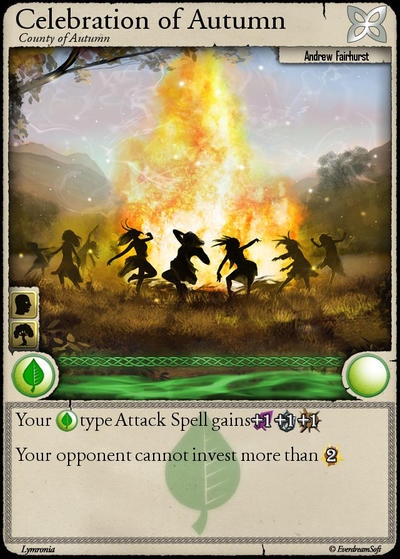 Celebration of Autumn
County of Autumn
Andrew Fairhurst
Your type Attack Spell gains +1 +1 +1
Your opponent cannot invest more than 2
Lymronia © EverdreamSoft